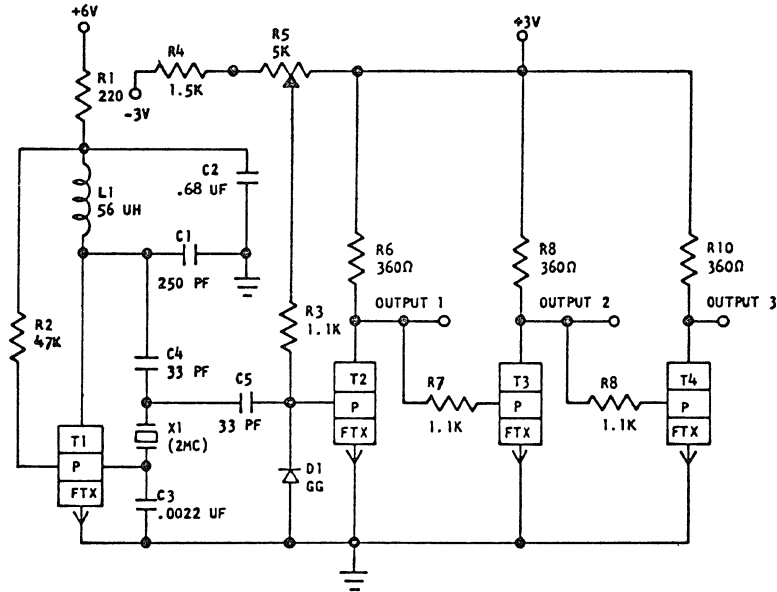 +6V
+3V
R5
5K
R4
1.5K
-3V
R1
220
C2
.68 UF
L1
56 UH
C1
250 PF
R6
360Ω
R8
360Ω
R10
360Ω
OUTPUT 1
OUTPUT 2
OUTPUT 3
R3
1.1K
R2
47K
C4
33 PF
C5
33 PF
T2
P
FTX
R7
1.1K
T3
P
FTX
R8
1.1K
T4
P
FTX
T1
P
FTX
X1
(2MC)
D1
GG
C3
.0022 UF